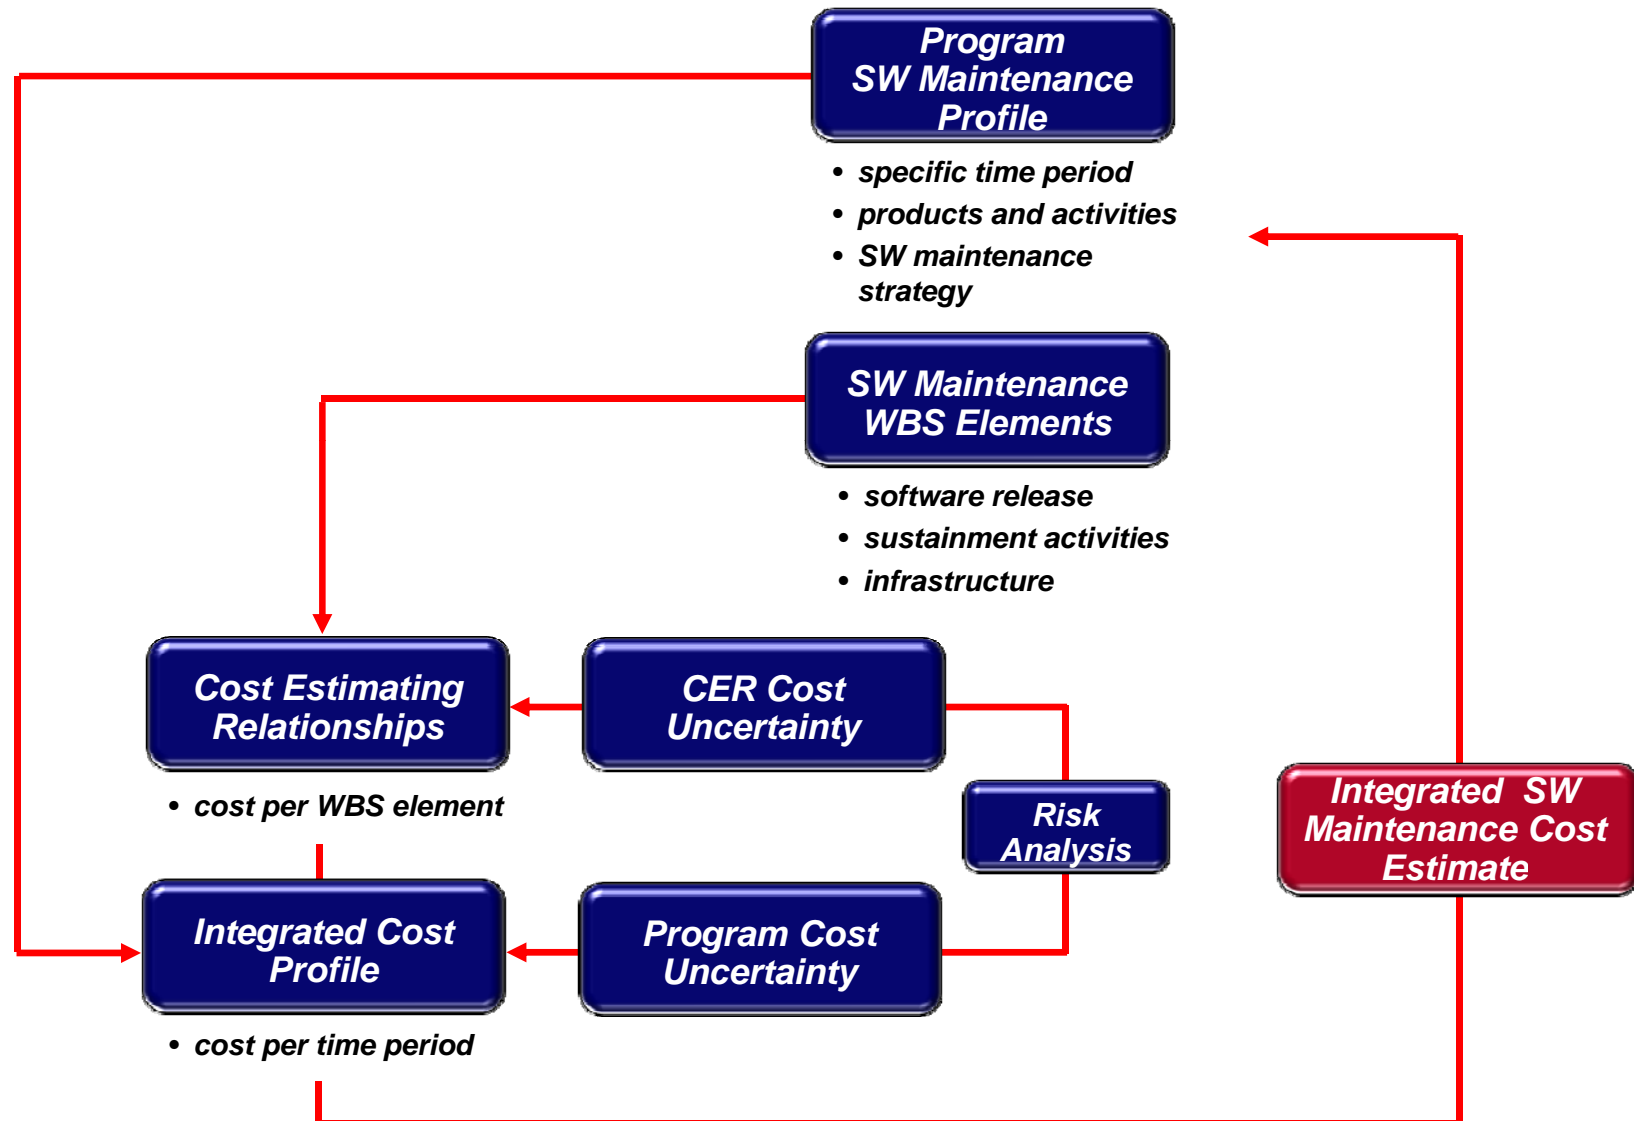 Program
SW Maintenance
Profile
• specific time period
• products and activities
• SW maintenance
strategy
SW Maintenance
WBS Elements
• software release
• sustainment activities
• infrastructure
Cost Estimating
Relationships
• cost per WBS element
CER Cost
Uncertainty
Risk
Analysis
Integrated SW
Maintenance Cost
Estimate
Integrated Cost
Profile
• cost per time period
Program Cost
Uncertainty